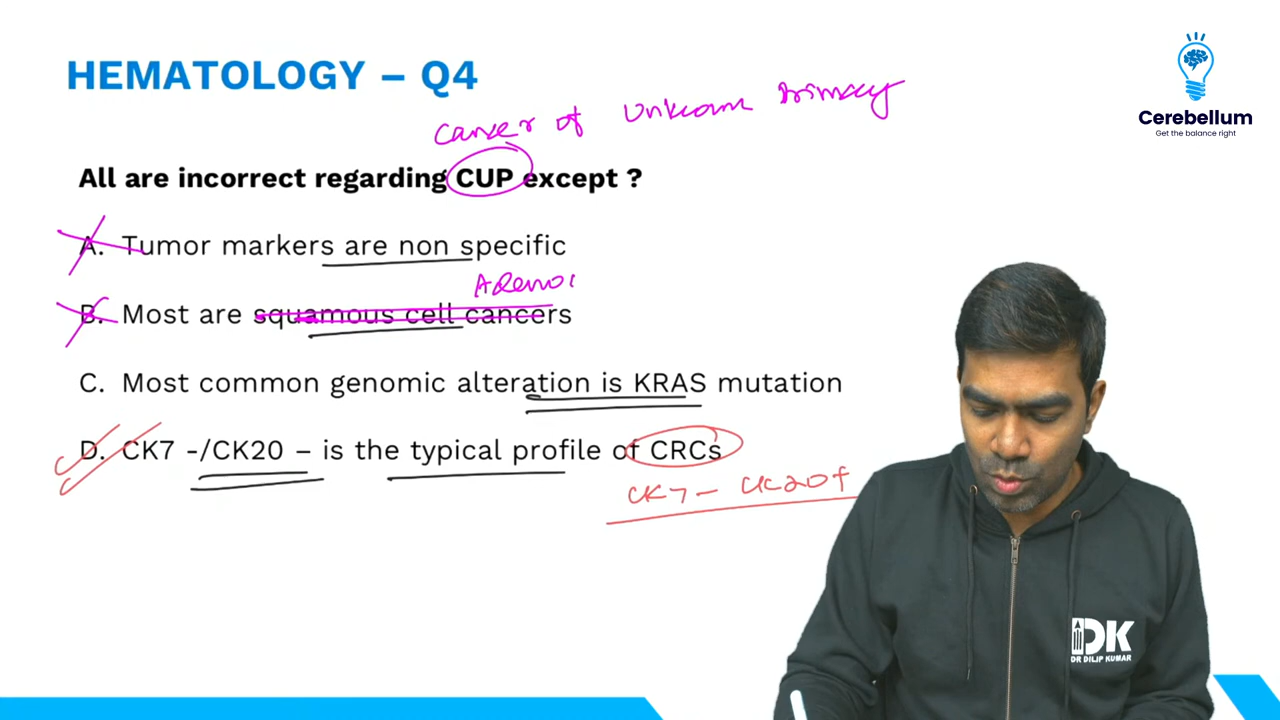 HEMATOLOGY – Q4
Cerebellum
Get the balance right
Cancer of Unknown primary
All are incorrect regarding CUP except ?
A. Tumor markers are non specific
Adeno
B. Most are squamous cell cancers
C. Most common genomic alteration is KRAS mutation
D. CK7 -/CK20 – is the typical profile of CRCs
CK7 – CK20+
DK
DR DILIP KUMAR